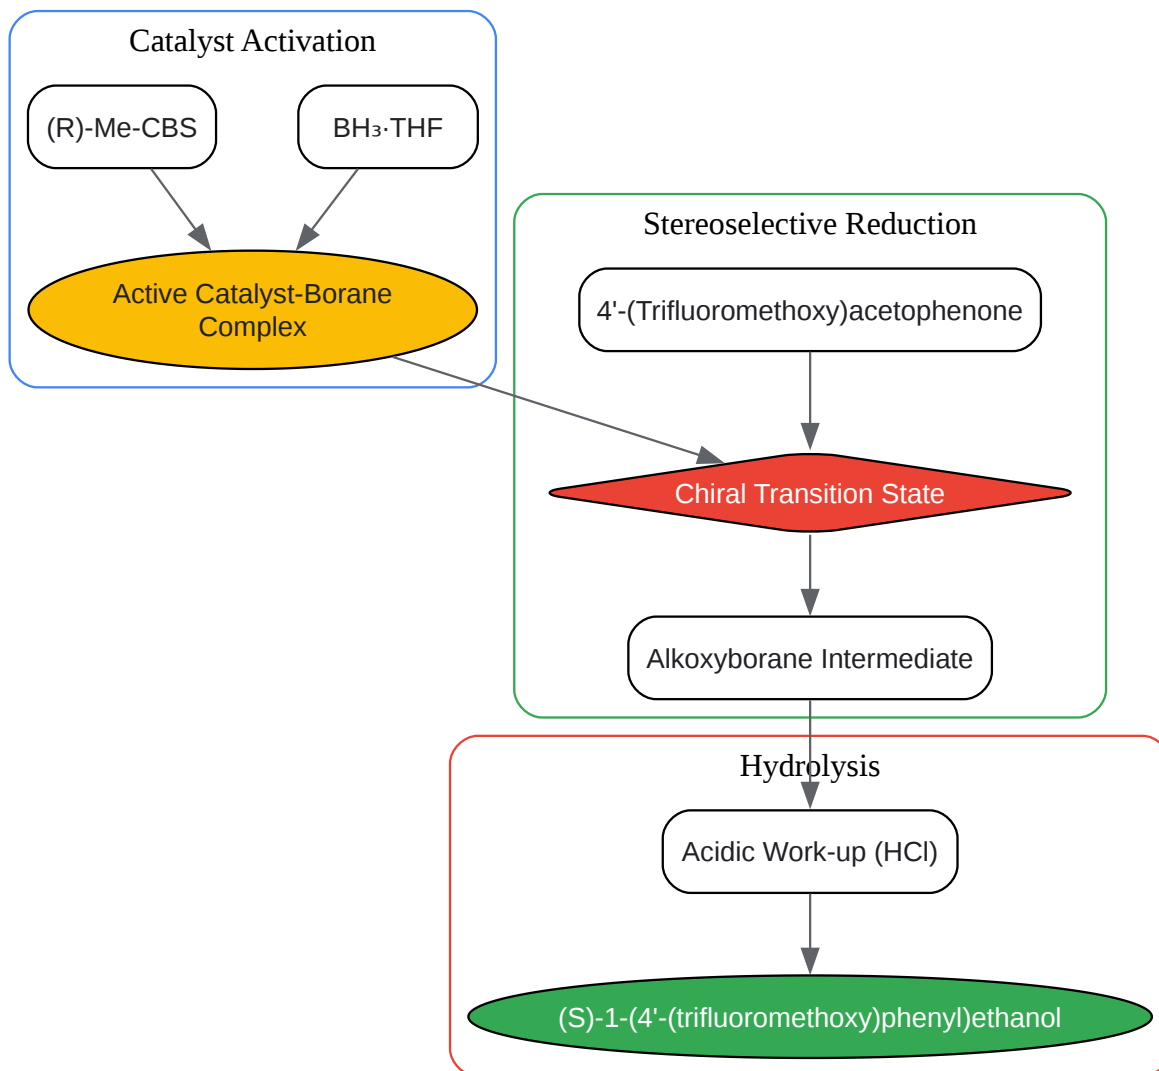 Catalyst Activation
(R)-Me-CBS
BH₃·THF
Active Catalyst-Borane
Complex
Stereoselective Reduction
4'-(Trifluoromethoxy)acetophenone
Chiral Transition State
Alkoxyborane Intermediate
Hydrolysis
Acidic Work-up (HCl)
(S)-1-(4'-(trifluoromethoxy)phenyl)ethanol